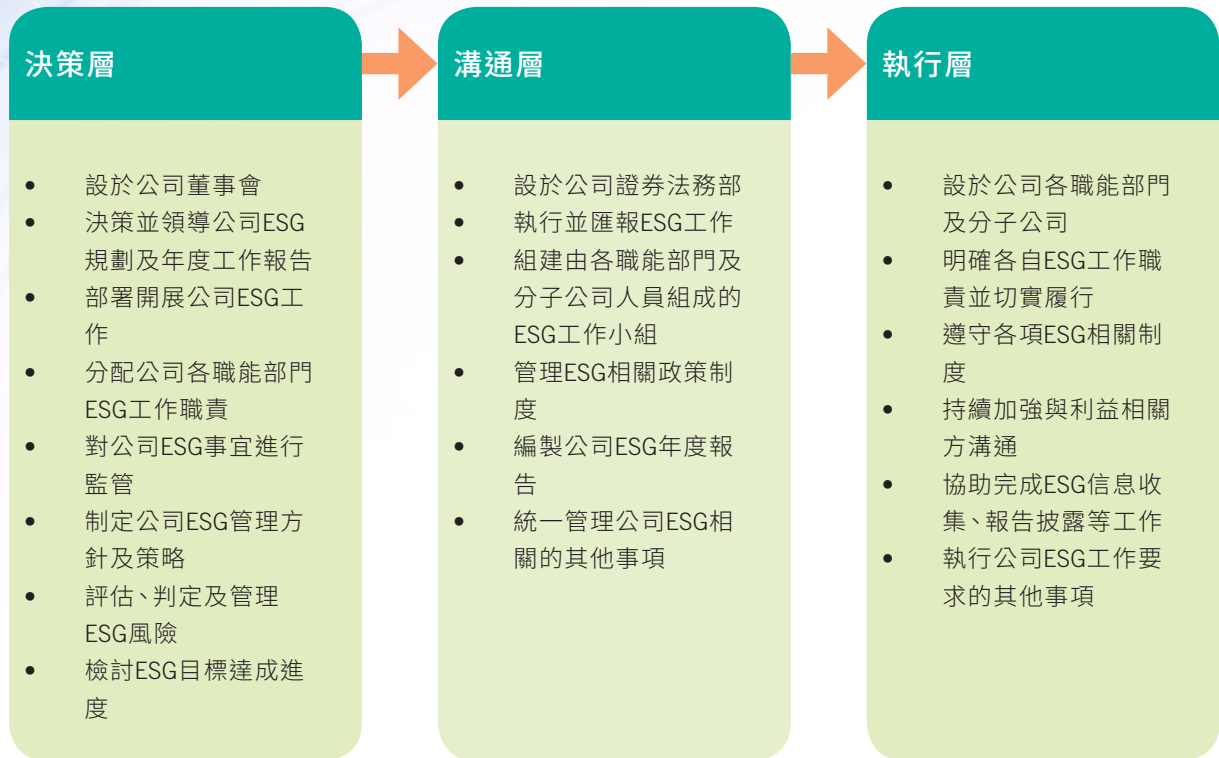 決策層
• 設於公司董事會
• 決策並領導公司ESG
規劃及年度工作報告
• 部署開展公司ESG工
作
• 分配公司各職能部門
ESG工作職責
• 對公司ESG事宜進行
監管
• 制定公司ESG管理方
針及策略
• 評估、判定及管理
ESG風險
• 檢討ESG目標達成進
度
溝通層
• 設於公司證券法務部
• 執行並匯報ESG工作
• 組建由各職能部門及
分子公司人員組成的
ESG工作小組
• 管理ESG相關政策制
度
• 編製公司ESG年度報
告
• 統一管理公司ESG相
關的其他事項
執行層
• 設於公司各職能部門
及分子公司
• 明確各自ESG工作職
責並切實履行
• 遵守各項ESG相關制
度
• 持續加強與利益相關
方溝通
• 協助完成ESG信息收
集、報告披露等工作
• 執行公司ESG工作要
求的其他事項